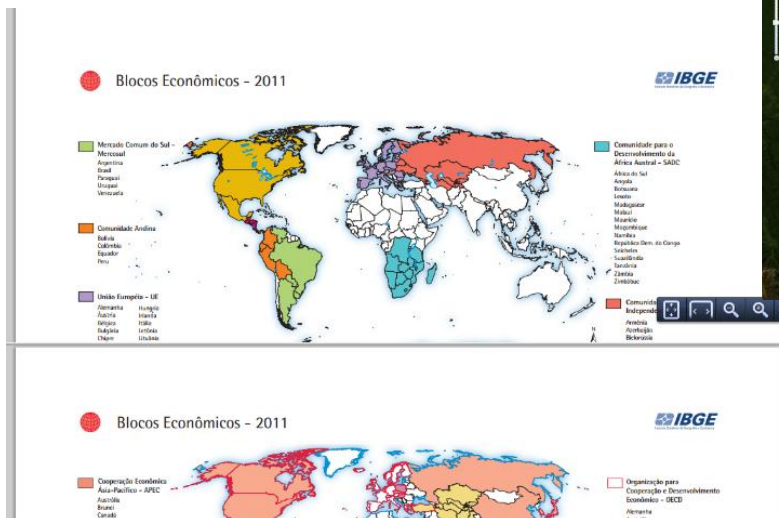 Blocos Econômicos - 2011
IBGE
Mercado Comum do Sul -
Mercosul
Argentina
Brasil
Paraguai
Uruguai
Venezuela
Comunidade Andina
Bolívia
Colômbia
Equador
Peru
União Européia - UE
Alemanha Hungria
Áustria Irlanda
Bélgica Itália
Bulgária Letônia
Chipre Lituânia
Comunidade para o
Desenvolvimento da
África Austral - SADC
África do Sul
Angola
Botsuana
Lesoto
Madagascar
Malaui
Maurício
Moçambique
Namíbia
República Dem. do Congo
Seicheles
Suazilândia
Tanzânia
Zâmbia
Zimbábue
Comunida
Independe
Armênia
Azerbaijão
Bielorússia
N
Blocos Econômicos - 2011
IBGE
Cooperação Econômica
Ásia-Pacífico - APEC
Austrália
Brunei
Canadá
Organização para
Cooperação e Desenvolvimento
Econômico - OECD
Alemanha